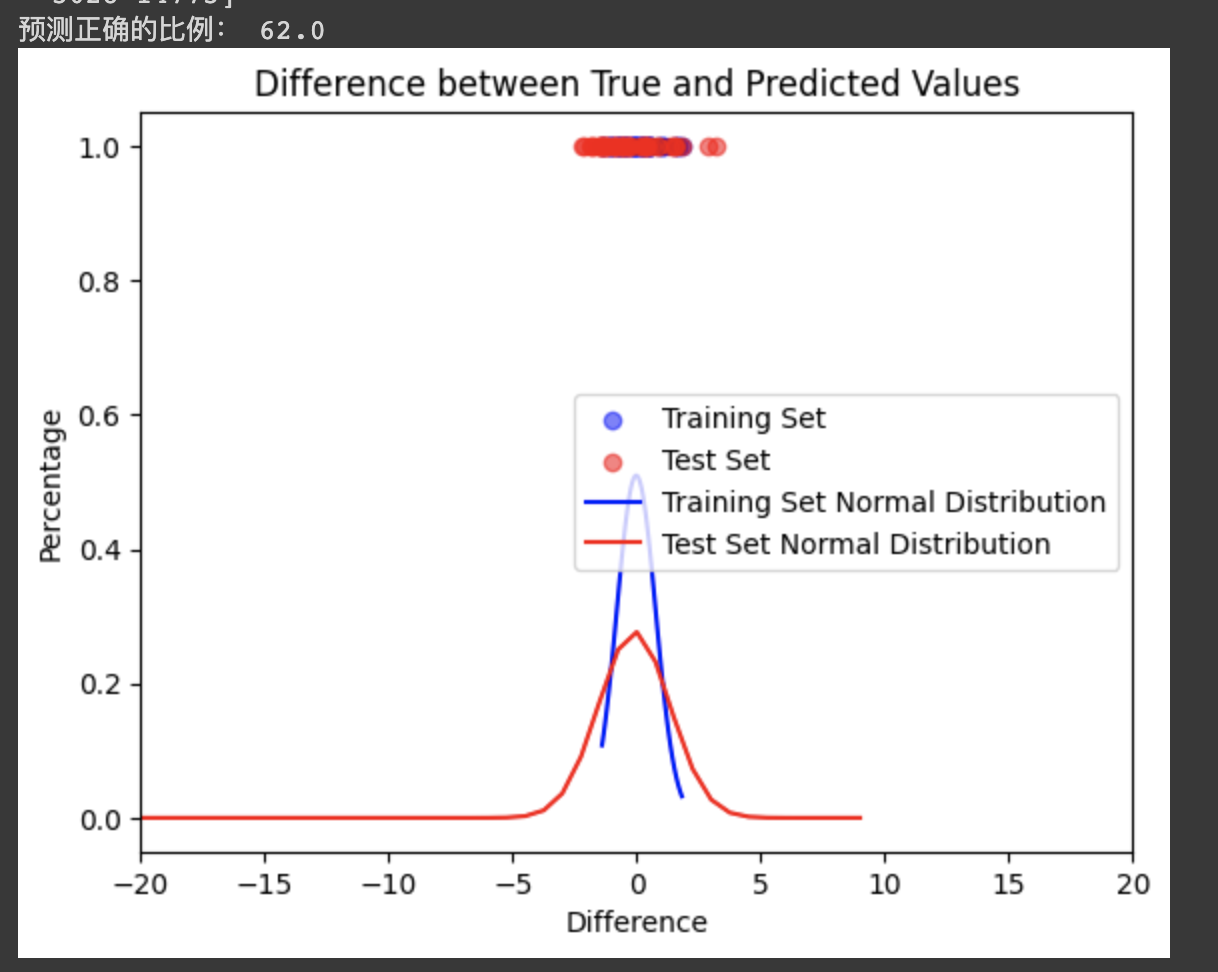 预测正确的比例： 62.0
Difference between True and Predicted Values
1.0
0.8
0.6
0.4
0.2
0.0
Percentage
Training Set
Test Set
Training Set Normal Distribution
Test Set Normal Distribution
−20 −15 −10 −5 0 5 10 15 20
Difference